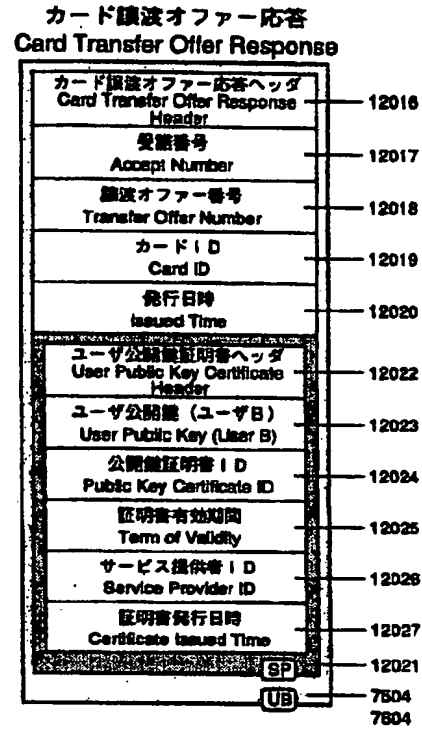 カード譲渡オファー応答
Card Transfer Offer Response
カード譲渡オファー応答ヘッダ
Card Transfer Offer Response
Header
12016
受諾番号
Accept Number
12017
譲渡オファー番号
Transfer Offer Number
12018
カードID
Card ID
12019
発行日時
Issued Time
12020
ユーザ公開鍵証明書ヘッダ
User Public Key Certificate
Header
12022
ユーザ公開鍵(ユーザB)
User Public Key (User B)
12023
公開鍵証明書ID
Public Key Certificate ID
12024
証明書有効期間
Term of Validity
12025
サービス提供者ID
Service Provider ID
12026
証明書発行日時
Certificate Issued Time
12027
SP
12021
UB
7504
7604